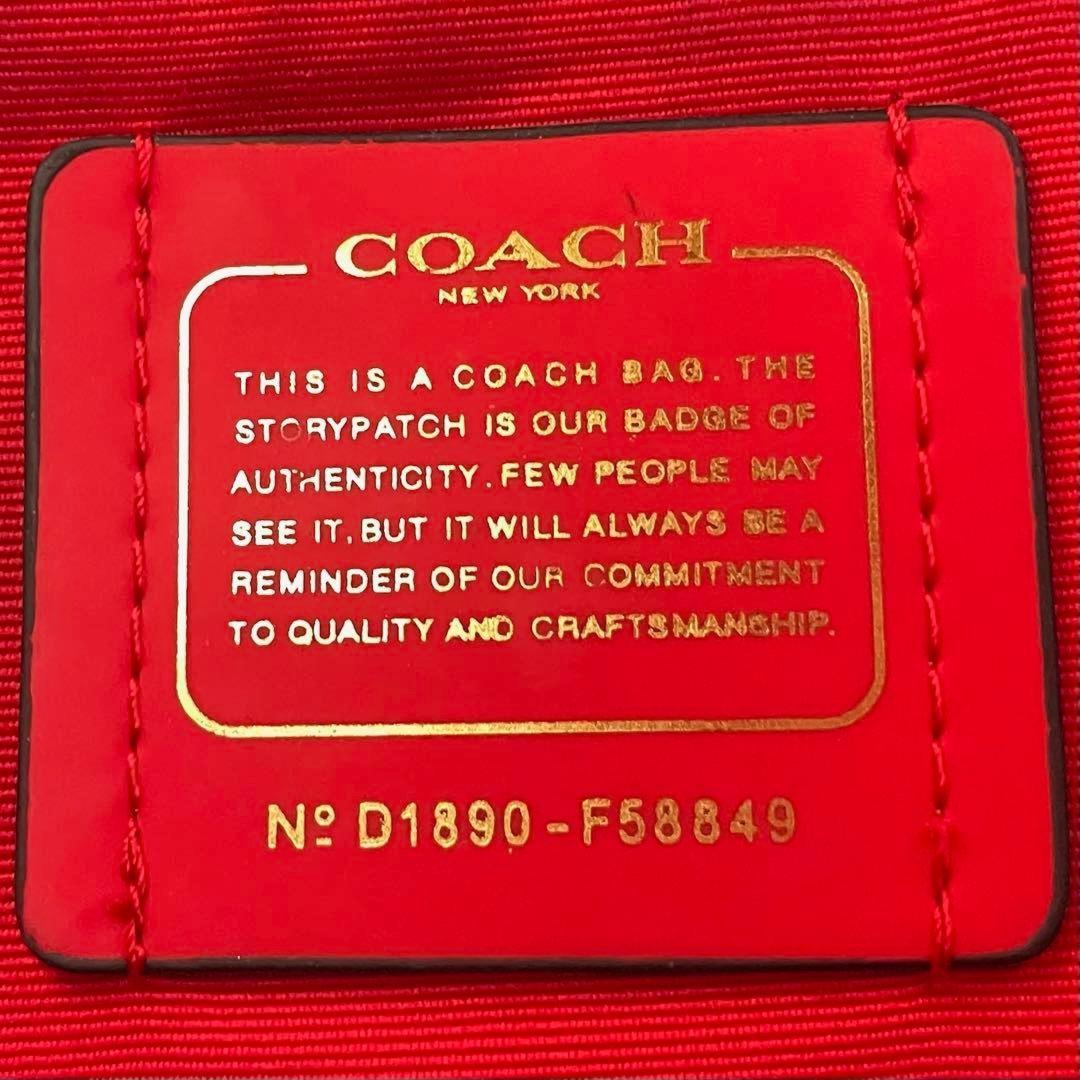 COACH
NEW YORK
THIS IS A COACH BAG. THE
STORYPATCH IS OUR BADGE OF
AUTHENTICITY. FEW PEOPLE MAY
SEE IT, BUT IT WILL ALWAYS BE A
REMINDER OF OUR COMMITMENT
TO QUALITY AND CRAFTSMANSHIP.
Nº D1890-F58849